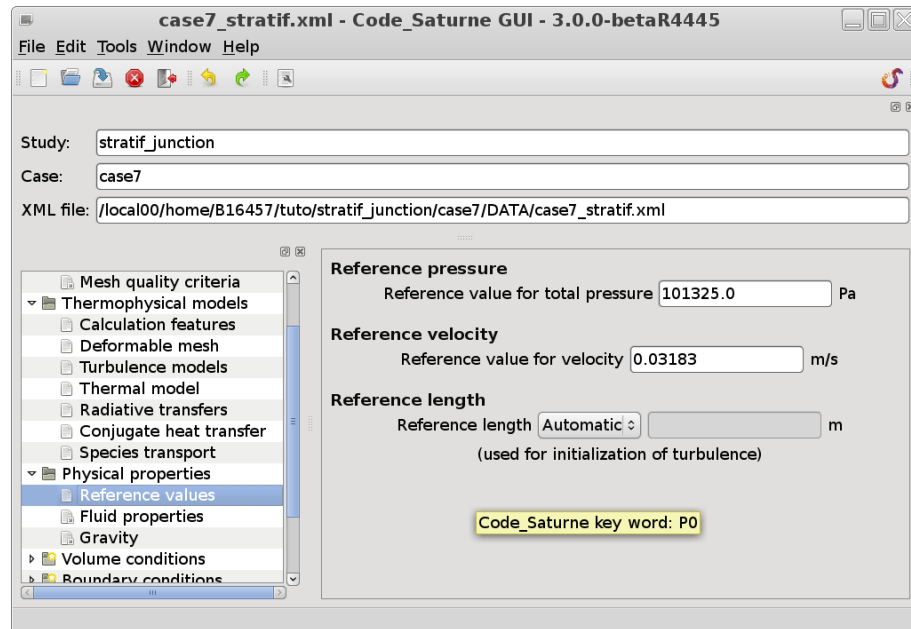 case7_stratif.xml - Code_Saturne GUI - 3.0.0-betaR4445
File Edit Tools Window Help
Study: stratif_junction
Case: case7
XML file: /local00/home/B16457/tuto/stratif_junction/case7/DATA/case7_stratif.xml
Mesh quality criteria
Thermophysical models
Calculation features
Deformable mesh
Turbulence models
Thermal model
Radiative transfers
Conjugate heat transfer
Species transport
Physical properties
Reference values
Fluid properties
Gravity
Volume conditions
Boundary conditions
Reference pressure
Reference value for total pressure 101325.0 Pa
Reference velocity
Reference value for velocity 0.03183 m/s
Reference length
Reference length Automatic m
(used for initialization of turbulence)
Code_Saturne key word: P0